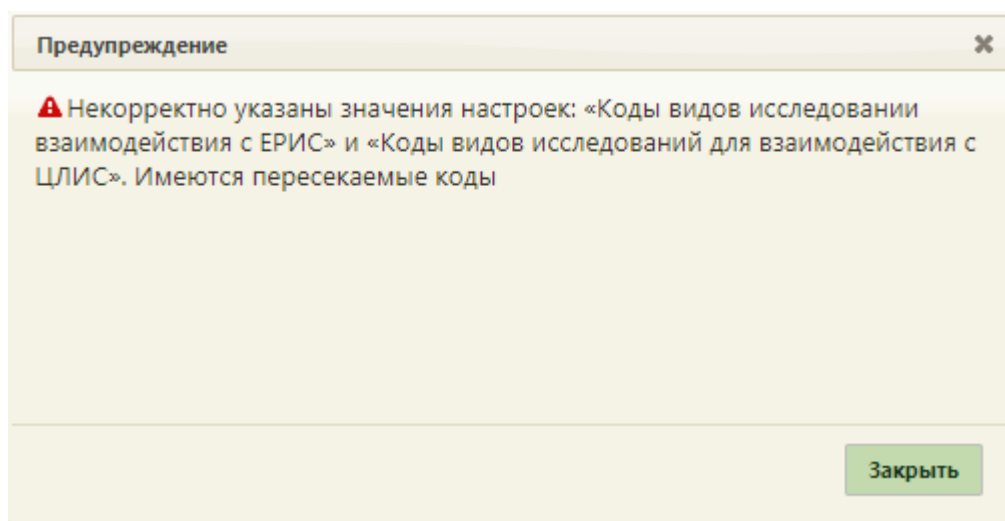 Предупреждение
Некорректно указаны значения настроек: «Коды видов исследовании
взаимодействия с ЕРИС» и «Коды видов исследований для взаимодействия с
ЦЛИС». Имеются пересекаемые коды
Закрыть